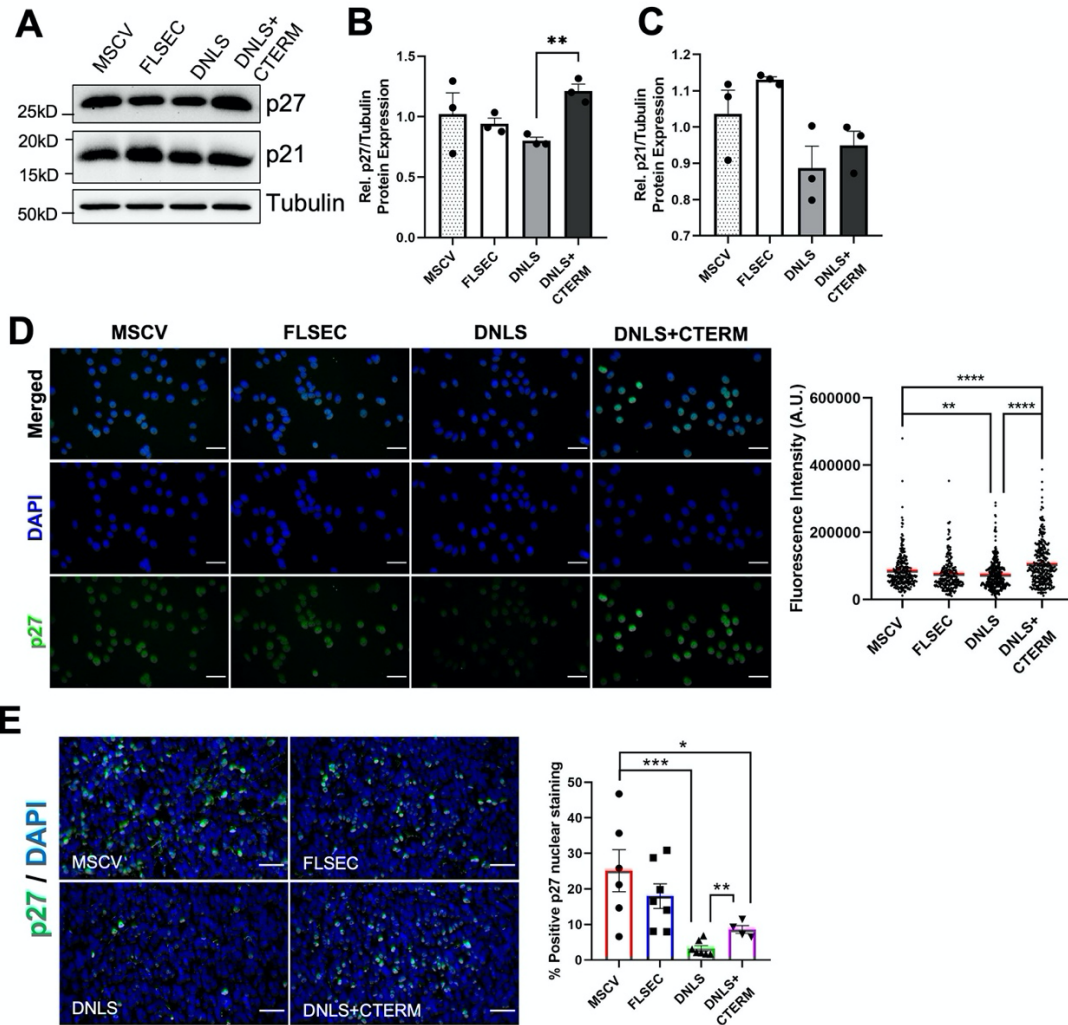 A
MSCV
FLSEC
DNLS
DNLS+
CTERM
25kD
p27
20kD
15kD
p21
50kD
Tubulin
B
Rel. p27/Tubulin
Protein Expression
1.5
1.0
0.5
0.0
**
MSCV
FLSEC
DNLS
DNLS+
CTERM
C
Rel. p21/Tubulin
Protein Expression
1.2
1.1
1.0
0.9
0.8
0.7
MSCV
FLSEC
DNLS
DNLS+
CTERM
D
MSCV
FLSEC
DNLS
DNLS+CTERM
Merged
DAPI
p27
Fluorescence Intensity (A.U.)
600000
400000
200000
0
****
**
****
MSCV
FLSEC
DNLS
DNLS+
CTERM
E
p27 / DAPI
MSCV
FLSEC
DNLS
DNLS+CTERM
% Positive p27 nuclear staining
50
40
30
20
10
0
*
***
**
MSCV
FLSEC
DNLS
DNLS+
CTERM